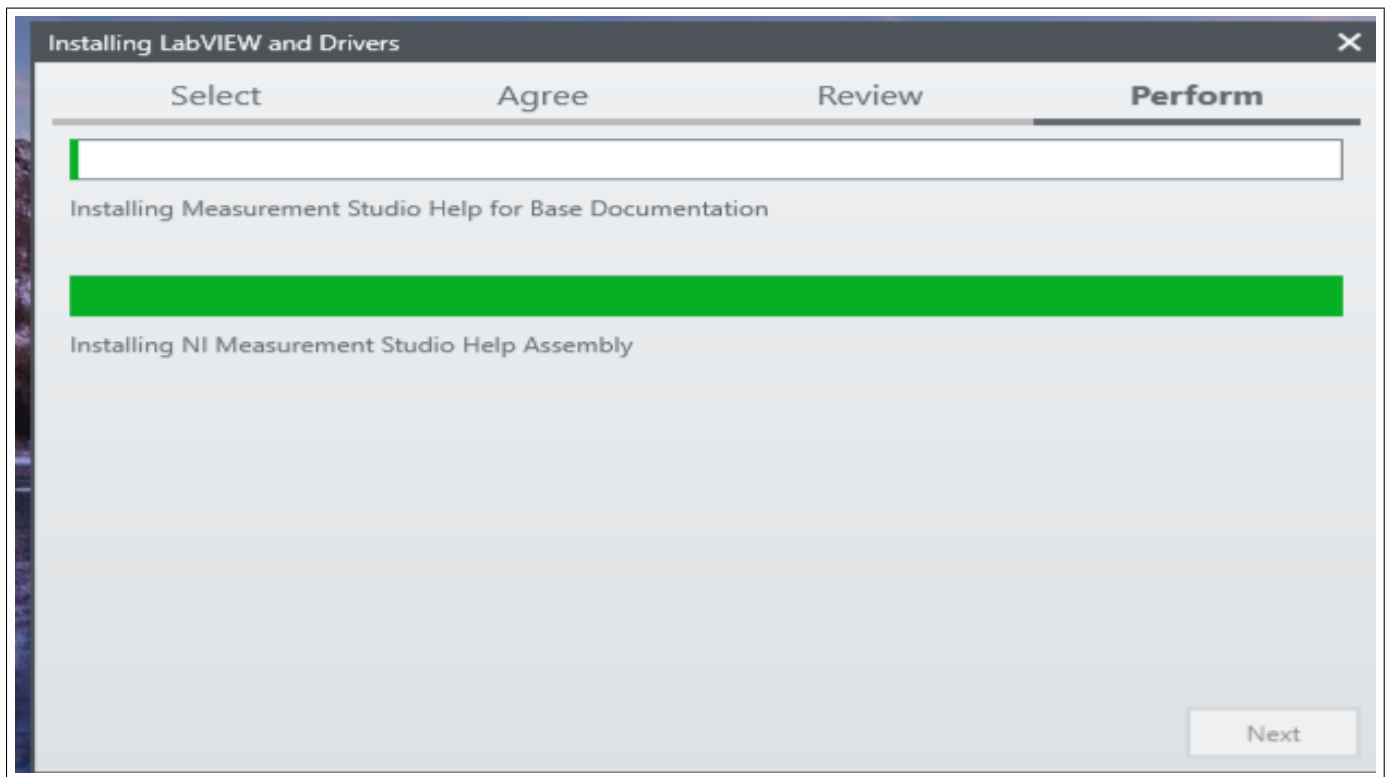 Installing LabVIEW and Drivers
Select Agree Review Perform
Installing Measurement Studio Help for Base Documentation
Installing NI Measurement Studio Help Assembly
Next